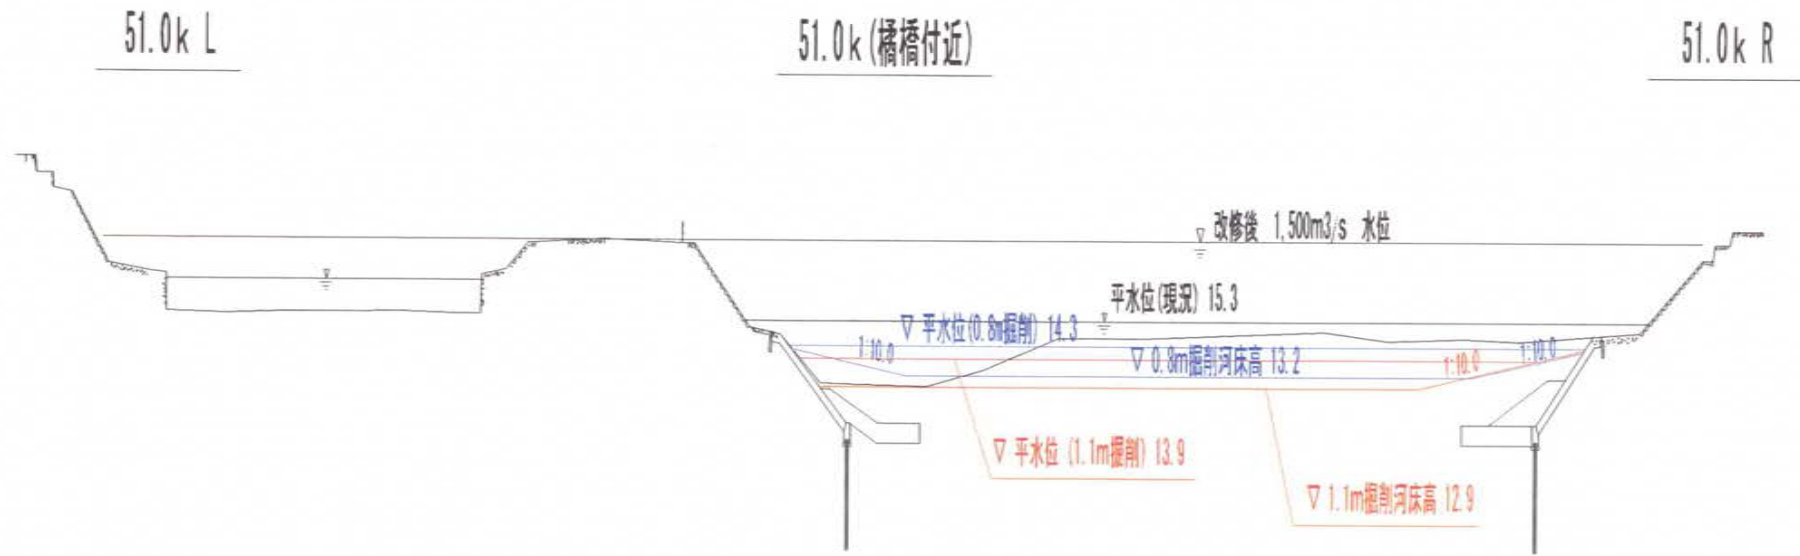 51.0k L
51.0k(橘橋付近)
51.0k R
改修後 1,500m3/s 水位
平水位(現況) 15.3
▽ 平水位(0.8m掘削) 14.3
1:10.0
▽ 0.8m掘削河床高 13.2
1:10.0
1:10.0
▽ 平水位 (1.1m掘削) 13.9
▽ 1.1m掘削河床高 12.9